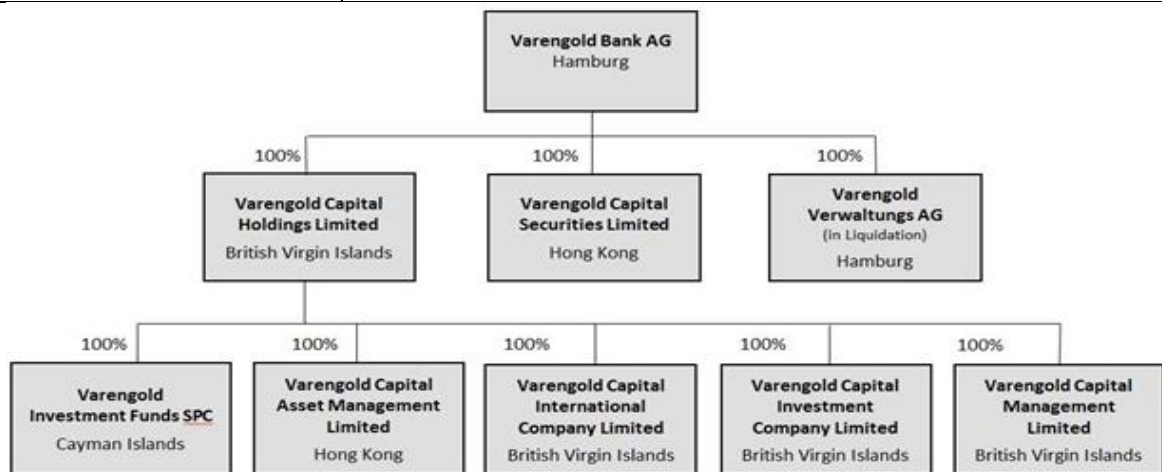 Varengold Bank AG
Hamburg
100%
100%
100%
Varengold Capital
Holdings Limited
British Virgin Islands
Varengold Capital
Securities Limited
Hong Kong
Varengold
Verwaltungs AG
(in Liquidation)
Hamburg
100%
100%
100%
100%
100%
Varengold
Investment Funds SPC
Cayman Islands
Varengold Capital
Asset Management
Limited
Hong Kong
Varengold Capital
International
Company Limited
British Virgin Islands
Varengold Capital
Investment
Company Limited
British Virgin Islands
Varengold Capital
Management
Limited
British Virgin Islands